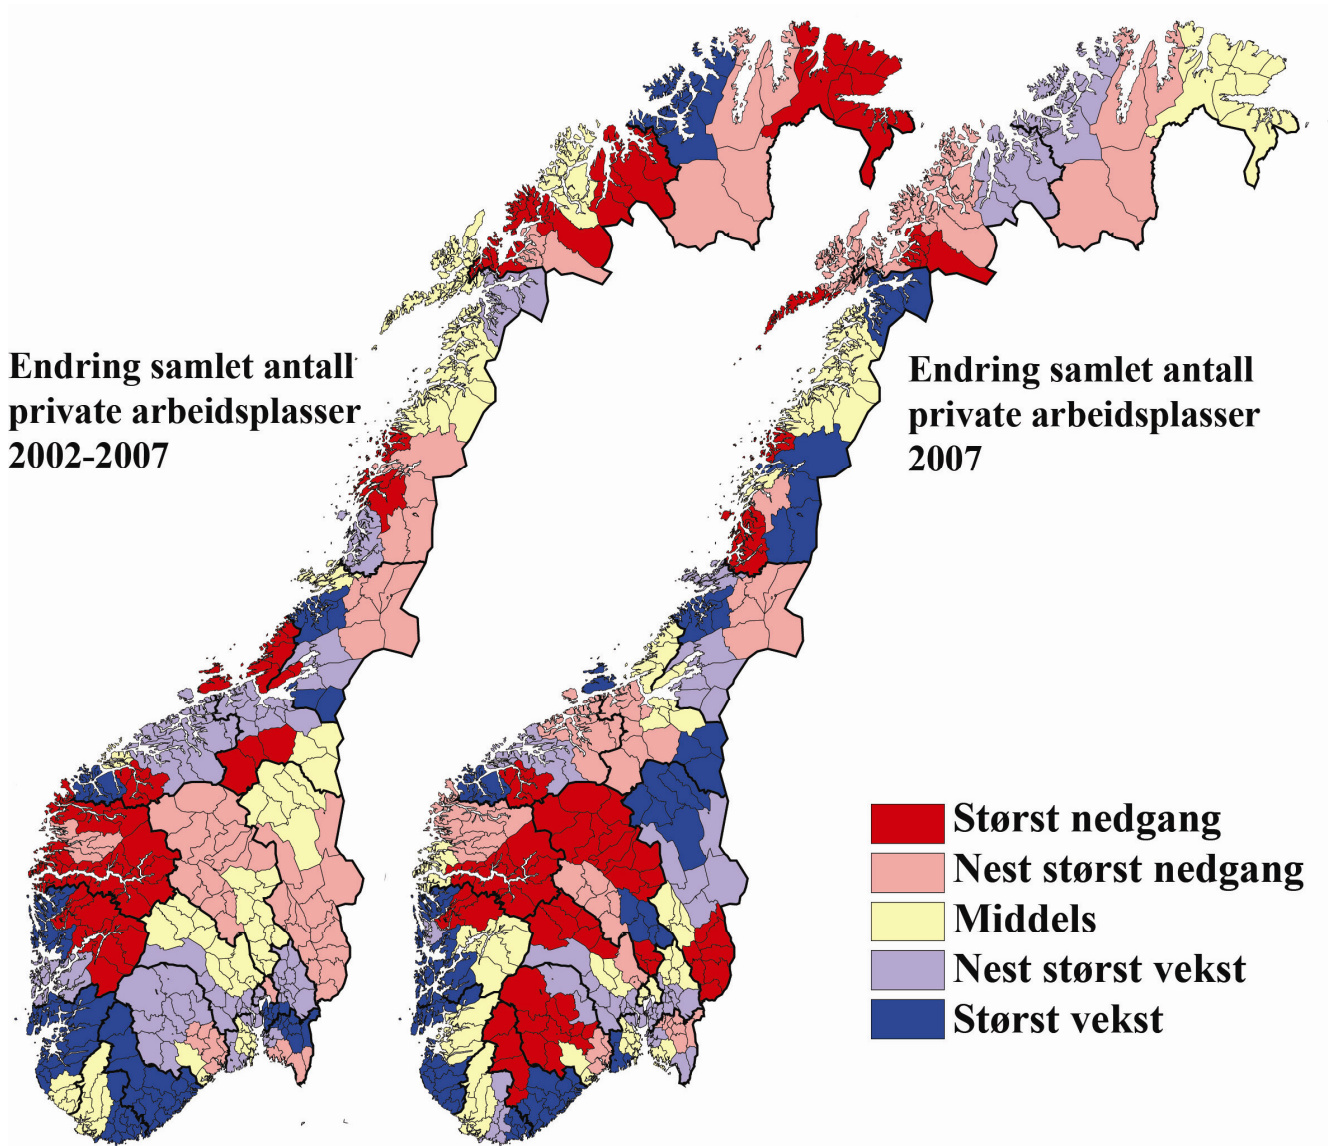 Endring samlet antall
private arbeidsplasser
2002-2007
Endring samlet antall
private arbeidsplasser
2007
Størst nedgang
Nest størst nedgang
Middels
Nest størst vekst
Størst vekst